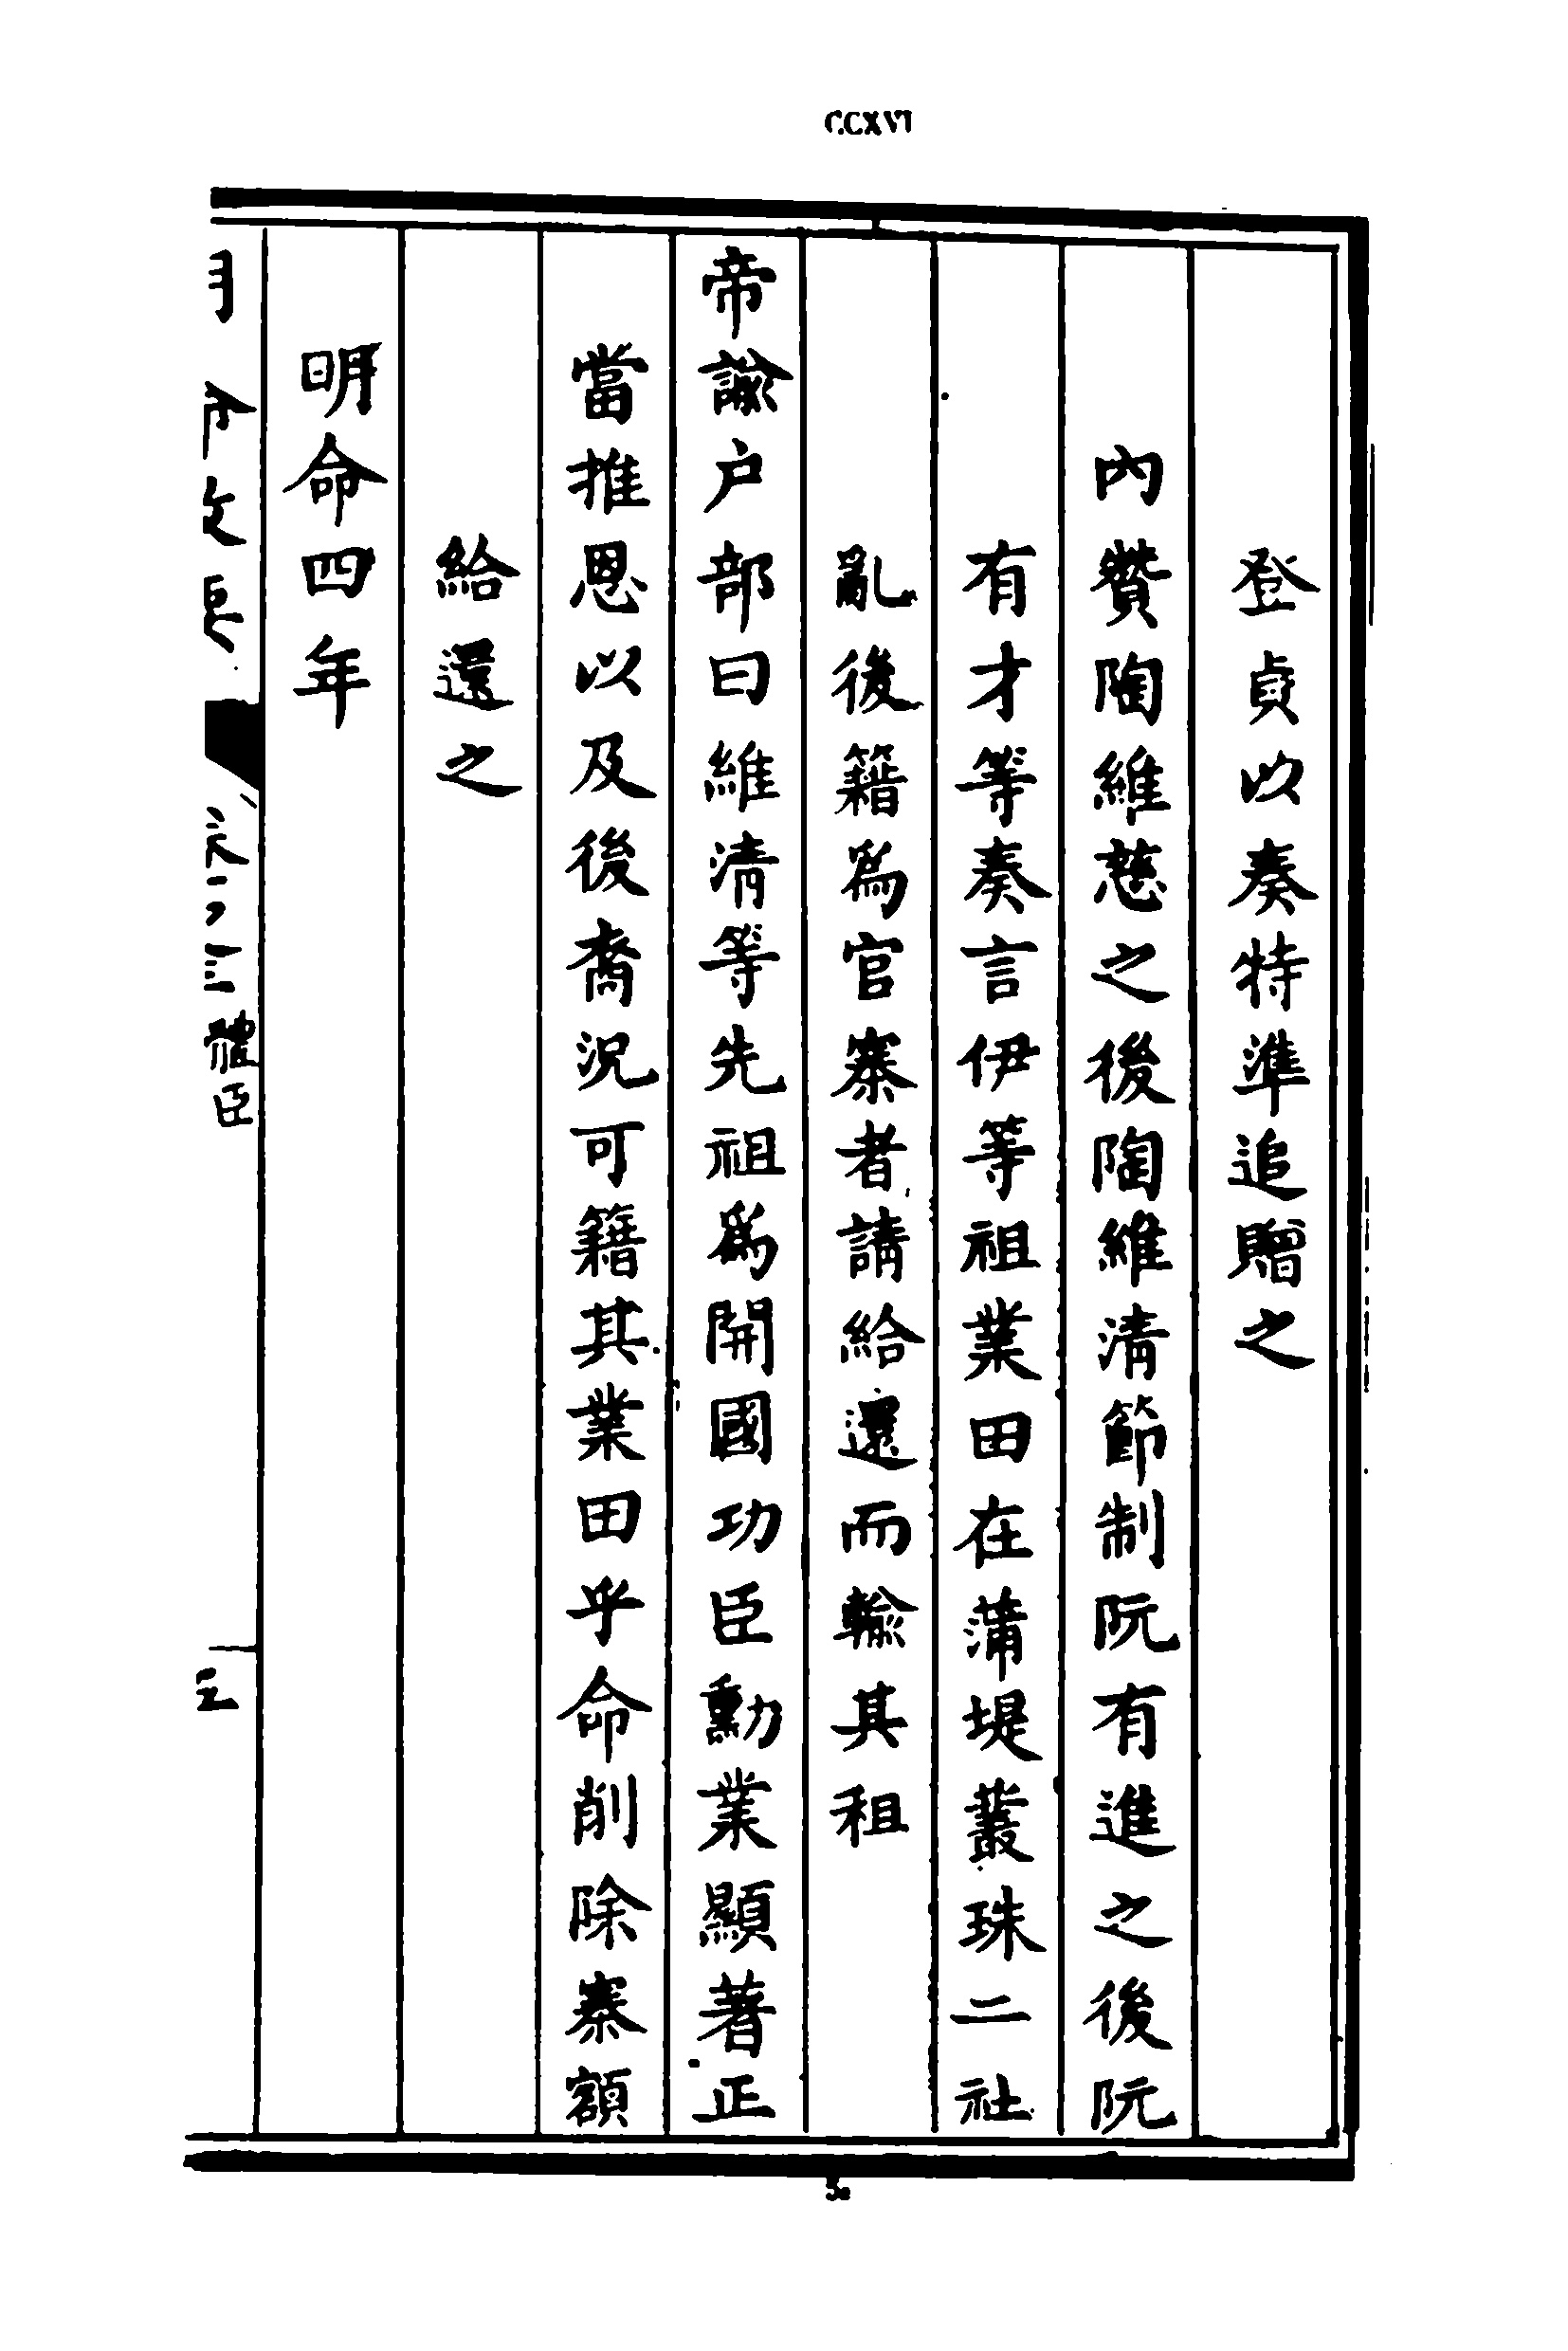 CCXVI
登貞以奏特準追贈之
內贊陶維慈之後陶維清節制阮有進之後阮
有才等奏言伊等祖業田在蒲堤叢珠二社
亂後籍爲官寨者請給還而輸其租
帝諭户部曰維清等先祖爲開國功臣勳業顯著正
當推恩以及後裔況可籍其業田乎命削除寨額
給還之
明命四年
體臣
5a